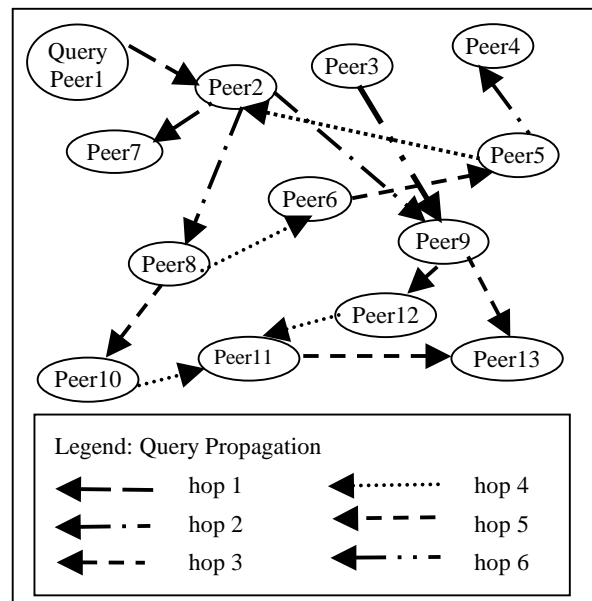 Query
Peer1
Peer2
Peer3
Peer4
Peer7
Peer5
Peer6
Peer9
Peer8
Peer12
Peer11
Peer13
Peer10
Legend: Query Propagation
hop 1
hop 4
hop 2
hop 5
hop 3
hop 6